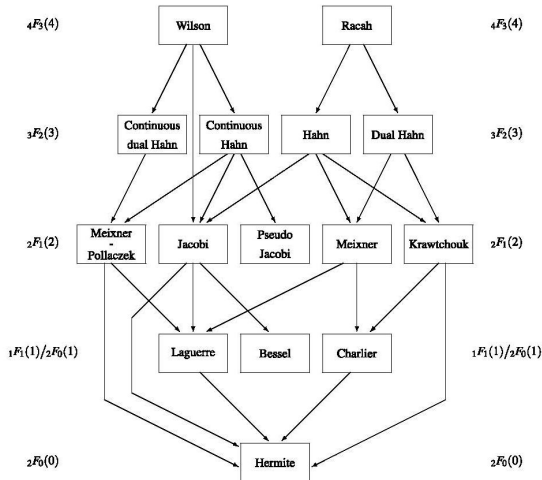 ₄F₃(4) Wilson Racah ₄F₃(4)
₃F₂(3) Continuous dual Hahn Continuous Hahn Hahn Dual Hahn ₃F₂(3)
₂F₁(2) Meixner - Pollaczek Jacobi Pseudo Jacobi Meixner Krawtchouk ₂F₁(2)
₁F₁(1)/₂F₀(1) Laguerre Bessel Charlier ₁F₁(1)/₂F₀(1)
₂F₀(0) Hermite ₂F₀(0)